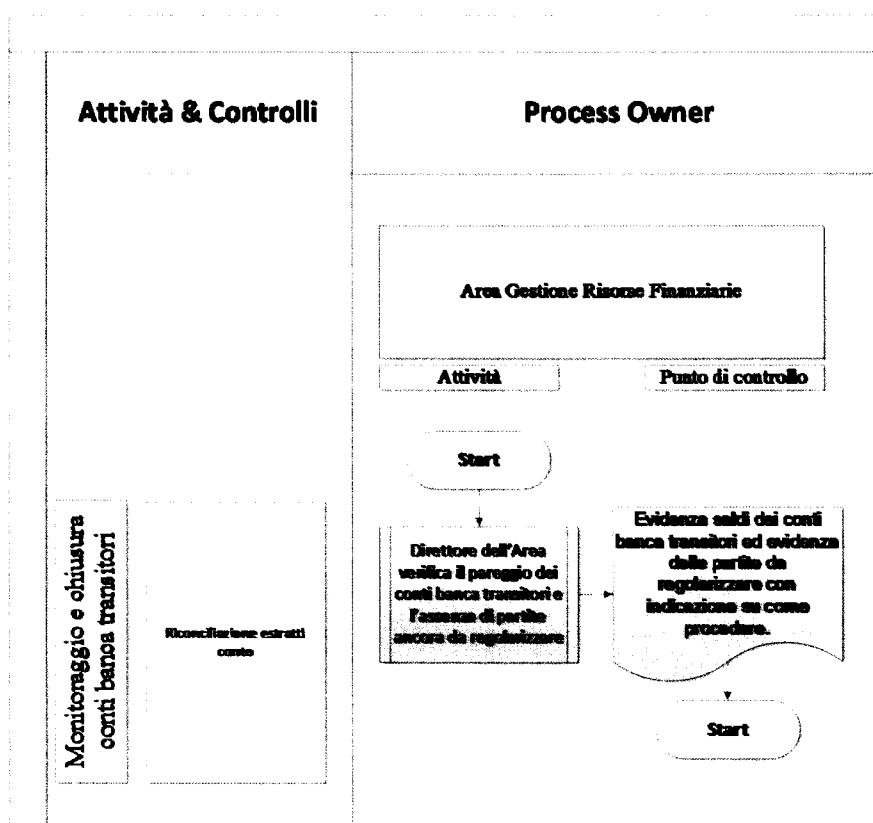 Attività & Controlli
Process Owner
Area Gestione Risorse Finanziarie
Attività
Punto di controllo
Start
Direttore dell'Area
verifica il pareggio dei
conti banca transitori e
l'assenza di partite
ancora da regolarizzare
Evidenza saldi dei conti
banca transitori ed evidenza
delle partite da
regolarizzare con
indicazione su come
procedere.
Start
Monitoraggio e chiusura
conti banca transitori
Riconciliazione estratti
conto